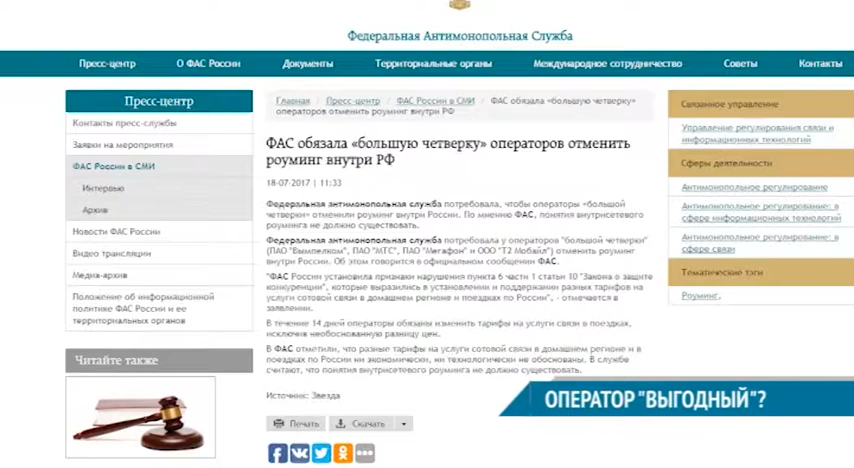 Федеральная Антимонопольная Служба
Пресс-центр О ФАС России Документы Территориальные органы Международное сотрудничество Советы Контакты
Пресс-центр
Контакты пресс-службы
Заявки на мероприятия
ФАС России в СМИ
Интервью
Архив
Новости ФАС России
Видео трансляции
Медиа-архив
Положение об информационной
политике ФАС России и ее
территориальных органов
Читайте также
Главная / Пресс-центр / ФАС России в СМИ / ФАС обязала «большую четверку»
операторов отменить роуминг внутри РФ
ФАС обязала «большую четверку» операторов отменить
роуминг внутри РФ
18-07-2017 | 11:33
Федеральная антимонопольная служба потребовала, чтобы операторы «большой
четверки» отменили роуминг внутри России. По мнению ФАС, понятия внутрисетевого
роуминга не должно существовать.
Федеральная антимонопольная служба потребовала у операторов "большой четверки"
(ПАО "Вымпелком", ПАО "МТС", ПАО "Мегафон" и ООО "Т2 Мобайл") отменить роуминг
внутри России. Об этом говорится в официальном сообщении ФАС.
"ФАС России установила признаки нарушения пункта 6 части 1 статьи 10 "Закона о защите
конкуренции", которые выразились в установлении и поддержании разных тарифов на
услуги сотовой связи в домашнем регионе и поездках по России", - отмечается в
заявлении.
В течение 14 дней операторы обязаны изменить тарифы на услуги связи в поездках,
исключив необоснованную разницу цен.
В ФАС отметили, что разные тарифы на услуги сотовой связи в домашнем регионе и в
поездках по России ни экономически, ни технологически не обоснованы. В службе
считают, что понятия внутрисетевого роуминга не должно существовать.
Источник: Звезда
Печать Скачать
Связанное управление
Управление регулирования связи и
информационных технологий
Сферы деятельности
Антимонопольное регулирование
Антимонопольное регулирование: в
сфере информационных технологий
Антимонопольное регулирование: в
сфере связи
Тематические тэги
Роуминг,
ОПЕРАТОР "ВЫГОДНЫЙ"?